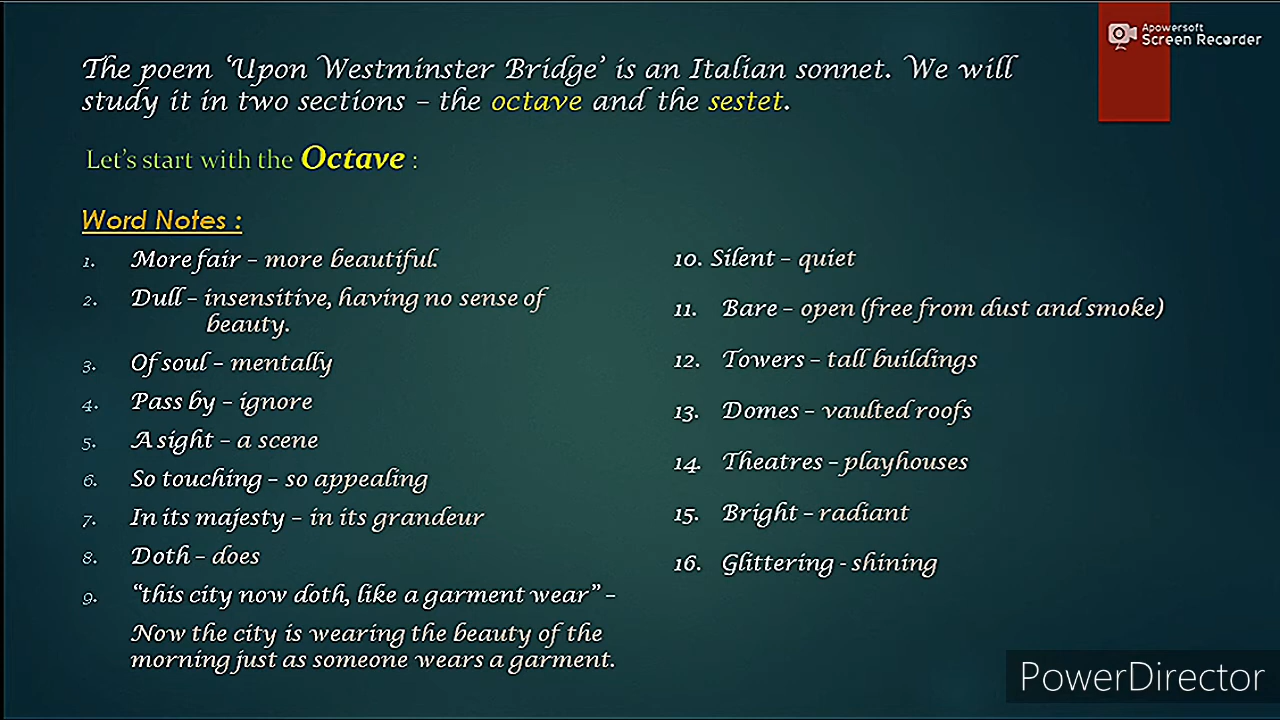 Apowersoft
Screen Recorder
The poem ‘Upon Westminster Bridge’ is an Italian sonnet. We will
study it in two sections – the octave and the sestet.
Let’s start with the Octave :
Word Notes :
1. More fair – more beautiful.
2. Dull – insensitive, having no sense of
beauty.
3. Of soul – mentally
4. Pass by – ignore
5. A sight – a scene
6. So touching – so appealing
7. In its majesty – in its grandeur
8. Doth – does
9. “this city now doth, like a garment wear” –
Now the city is wearing the beauty of the
morning just as someone wears a garment.
10. Silent – quiet
11. Bare – open (free from dust and smoke)
12. Towers – tall buildings
13. Domes – vaulted roofs
14. Theatres – playhouses
15. Bright – radiant
16. Glittering - shining
PowerDirector